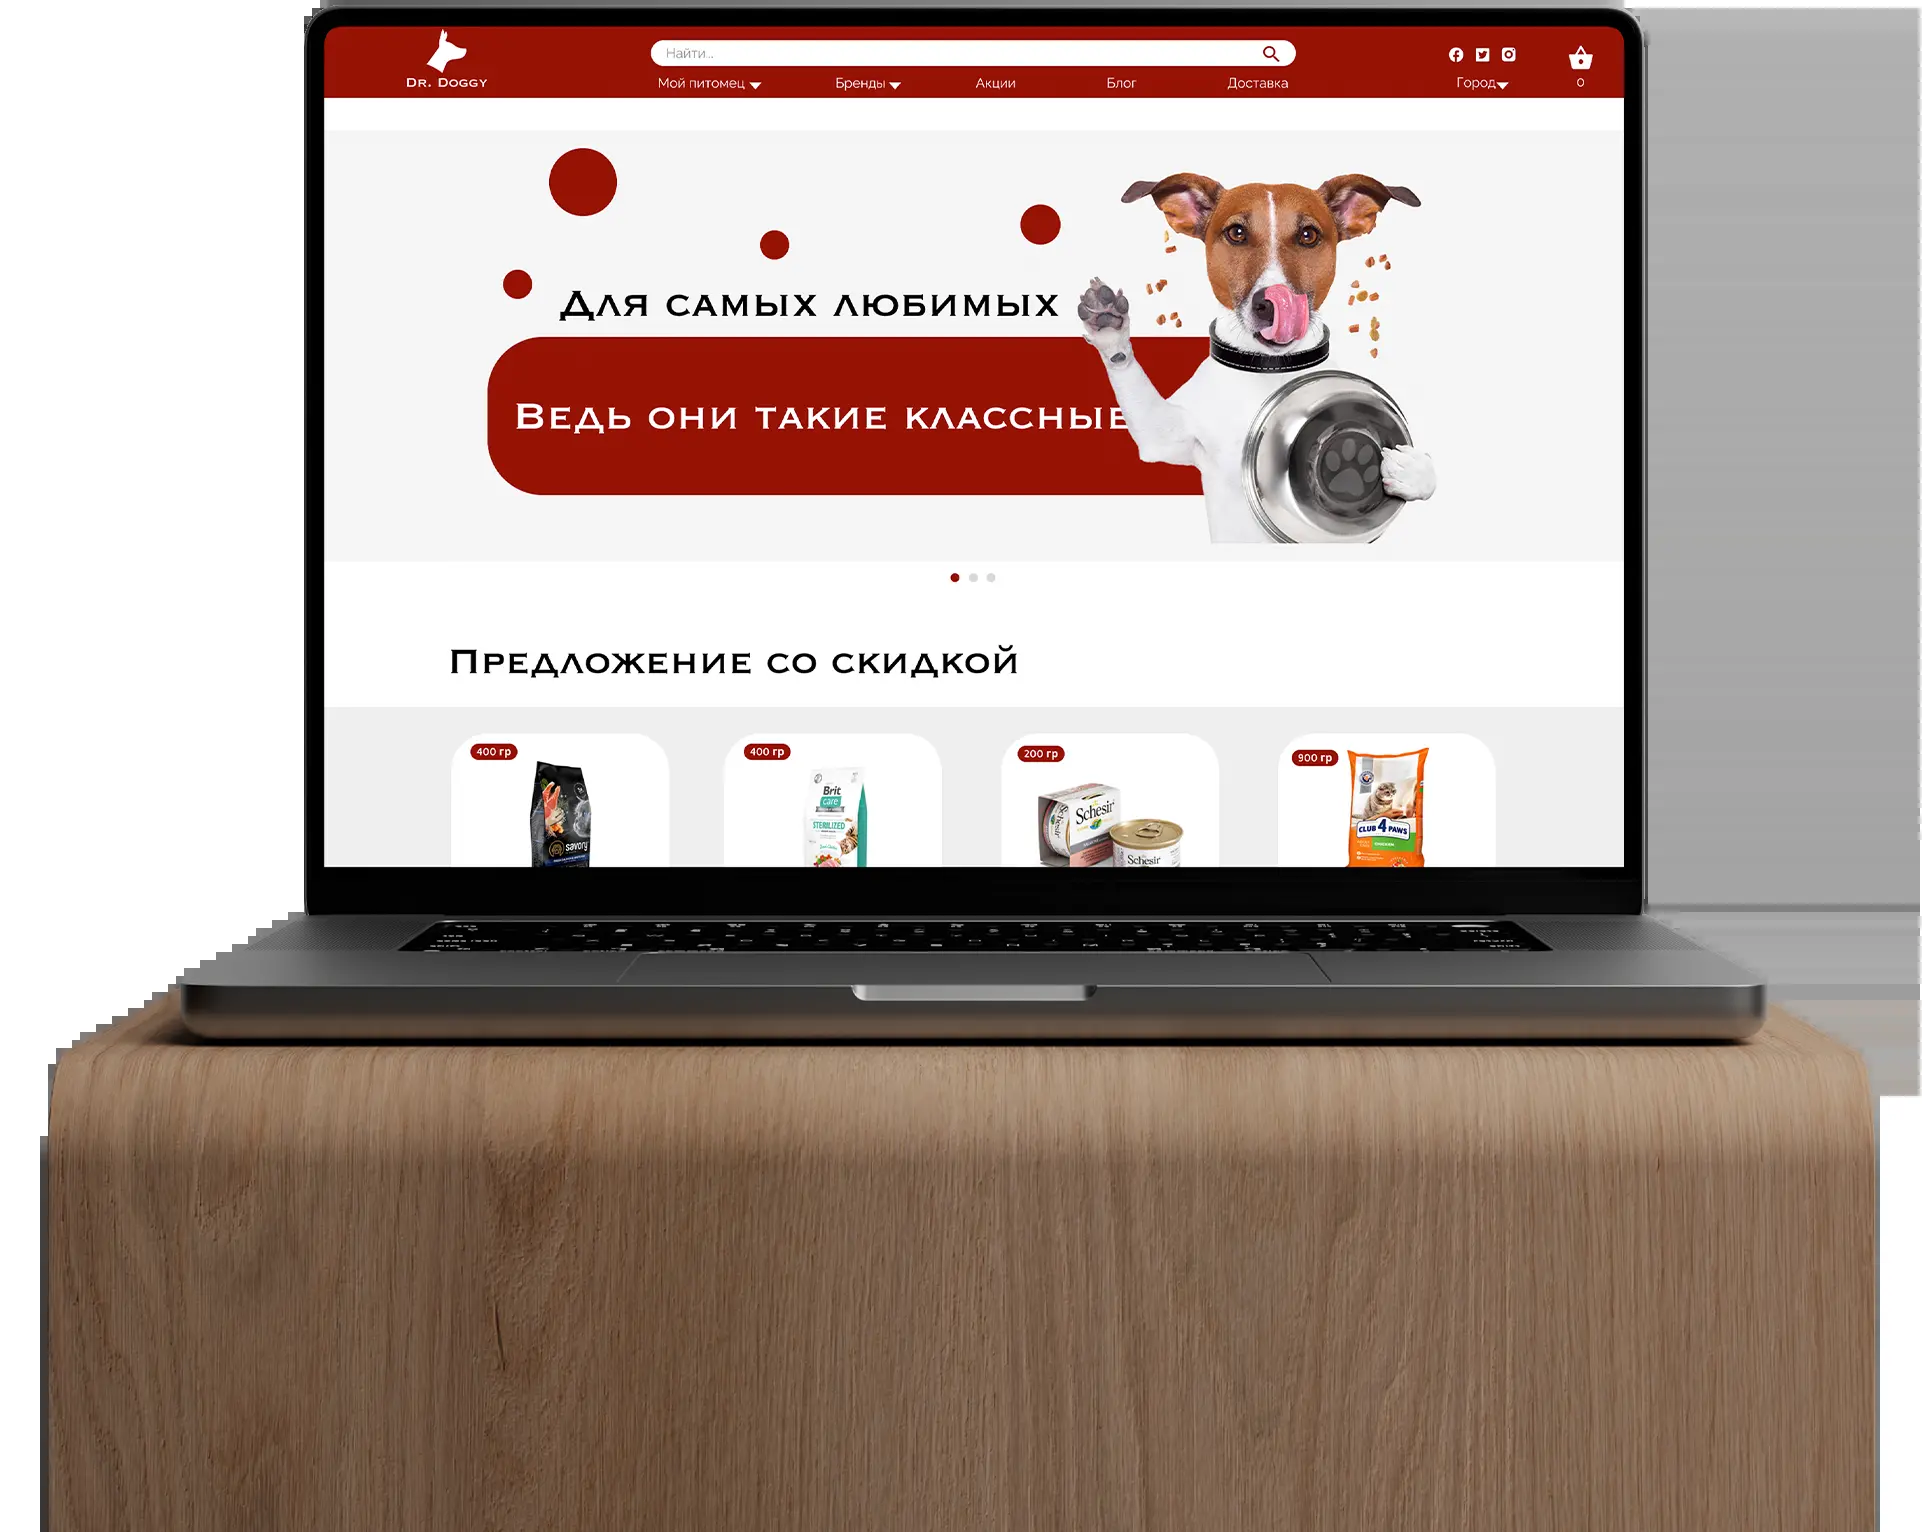 Dr. Doggy
Найти...
Мой питомец
Бренды
Акции
Блог
Доставка
Город
0
Для самых любимых
Ведь они такие классные
Предложение со скидкой
400 гр
400 гр
200 гр
900 гр
savory
Brit
care
STERILIZED
Schesir
Schesir
Schesir
CLUB 4 PAWS
CHICKEN